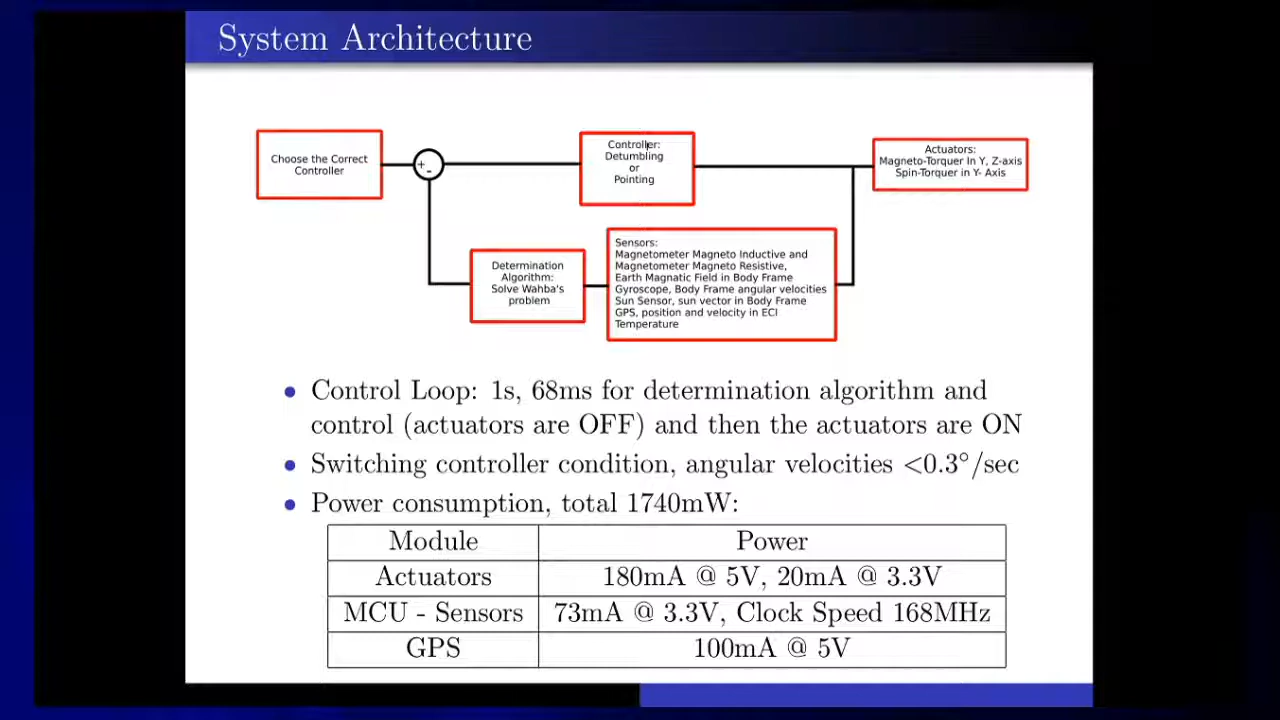 System Architecture
Choose the Correct
Controller
+
-
Controller:
Detumbling
or
Pointing
Actuators:
Magneto-Torquer In Y, Z-axis
Spin-Torquer in Y- Axis
Determination
Algorithm:
Solve Wahba's
problem
Sensors:
Magnetometer Magneto Inductive and
Magnetometer Magneto Resistive,
Earth Magnatic Field in Body Frame
Gyroscope, Body Frame angular velocities
Sun Sensor, sun vector in Body Frame
GPS, position and velocity in ECI
Temperature
• Control Loop: 1s, 68ms for determination algorithm and
control (actuators are OFF) and then the actuators are ON
• Switching controller condition, angular velocities <0.3°/sec
• Power consumption, total 1740mW:
Module Power
Actuators 180mA @ 5V, 20mA @ 3.3V
MCU - Sensors 73mA @ 3.3V, Clock Speed 168MHz
GPS 100mA @ 5V